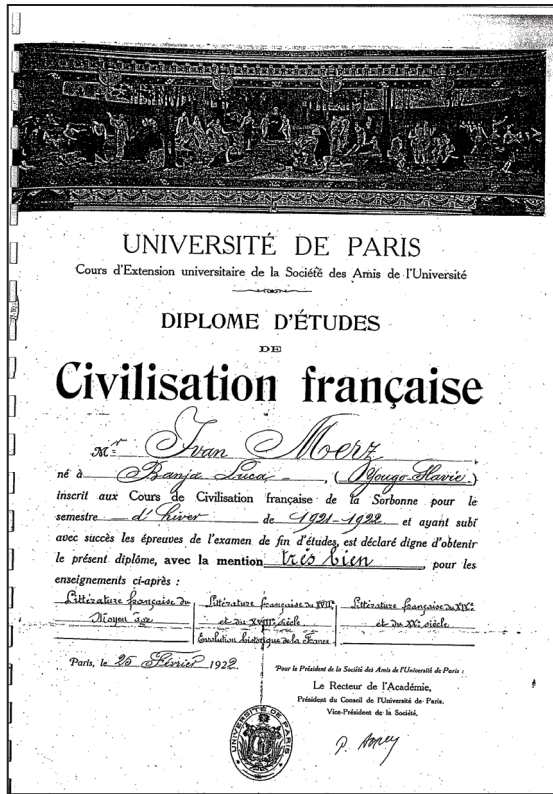 UNIVERSITÉ DE PARIS
Cours d'Extension universitaire de la Société des Amis de l'Université
DIPLOME D'ÉTUDES
DE
Civilisation française
Mr Ivan Merz
né à Banja Luca (Yougo-Slavie)
inscrit aux Cours de Civilisation française de la Sorbonne pour le
semestre d'hiver de 1921-1922 et ayant subi
avec succès les épreuves de l'examen de fin d'études, est déclaré digne d'obtenir
le présent diplôme, avec la mention très bien, pour les
enseignements ci-après :
Littérature française du Littérature française du XVIIe Littérature française du XIXe
Moyen âge et du XVIIIe siècle et du XXe siècle
Evolution historique de la France
Paris, le 25 Février 1922
Pour le Président de la Société des Amis de l'Université de Paris :
Le Recteur de l'Académie,
Président du Conseil de l'Université de Paris.
Vice-Président de la Société,
UNIVERSITÉ DE PARIS